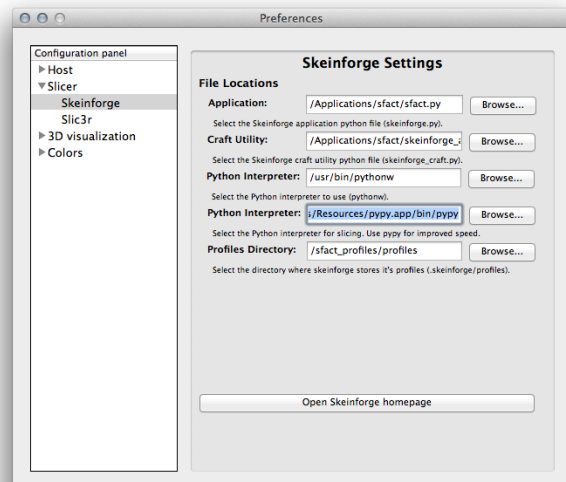 Preferences
Configuration panel
Host
Slicer
Skeinforge
Slic3r
3D visualization
Colors
Skeinforge Settings
File Locations
Application: /Applications/sfact/sfact.py Browse...
Select the Skeinforge application python file (skeinforge.py).
Craft Utility: /Applications/sfact/skeinforge_a Browse...
Select the Skeinforge craft utility python file (skeinforge_craft.py).
Python Interpreter: /usr/bin/pythonw Browse...
Select the Python interpreter to use (pythonw).
Python Interpreter: s/Resources/pypy.app/bin/pypy Browse...
Select the Python interpreter for slicing. Use pypy for improved speed.
Profiles Directory: /sfact_profiles/profiles Browse...
Select the directory where skeinforge stores it's profiles (.skeinforge/profiles).
Open Skeinforge homepage